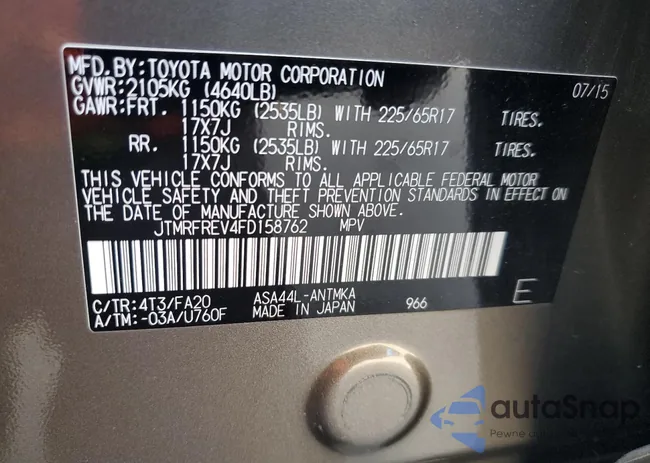 MFD.BY:TOYOTA MOTOR CORPORATION 07/15
GVWR:2105KG (4640LB)
GAWR:FRT. 1150KG (2535LB) WITH 225/65R17 TIRES.
17X7J RIMS.
RR. 1150KG (2535LB) WITH 225/65R17 TIRES.
17X7J RIMS.
THIS VEHICLE CONFORMS TO ALL APPLICABLE FEDERAL MOTOR
VEHICLE SAFETY AND THEFT PREVENTION STANDARDS IN EFFECT ON
THE DATE OF MANUFACTURE SHOWN ABOVE.
JTMRFREV4FD158762 MPV
C/TR:4T3/FA20 ASA44L-ANTMKA 966 E
A/TM:-03A/U760F MADE IN JAPAN
autoSnap
Pewne auto